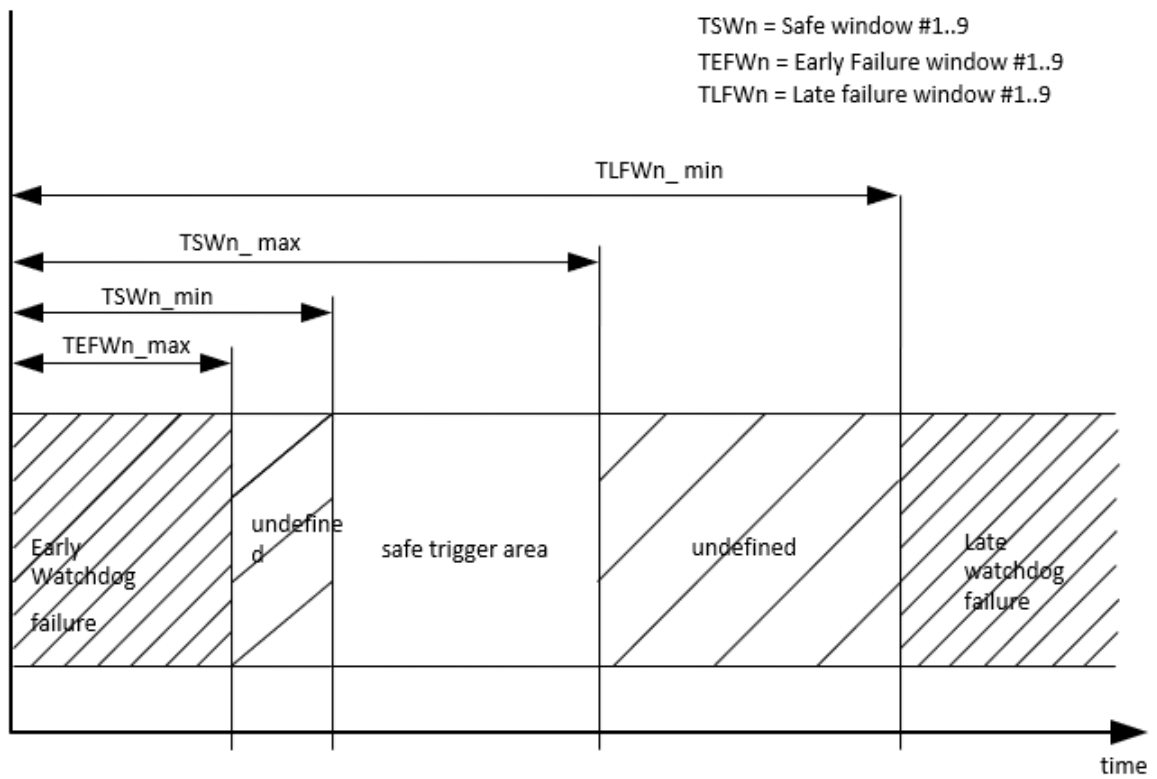 TSWn = Safe window #1..9
TEFWn = Early Failure window #1..9
TLFWn = Late failure window #1..9
TLFWn_ min
TSWn_ max
TSWn_min
TEFWn_max
Early
Watchdog
failure
undefine
d
safe trigger area
undefined
Late
watchdog
failure
time